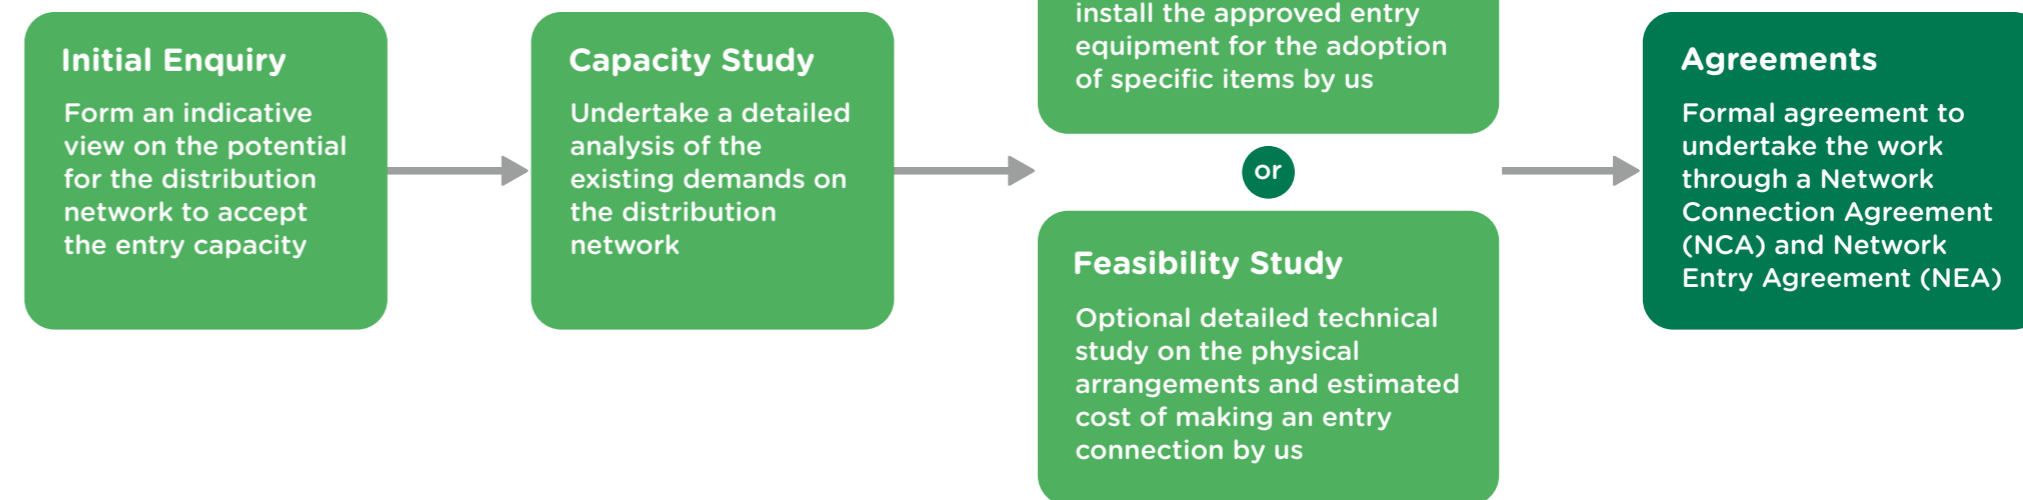 Initial Enquiry
Form an indicative
view on the potential
for the distribution
network to accept
the entry capacity
Capacity Study
Undertake a detailed
analysis of the
existing demands on
the distribution
network
install the approved entry
equipment for the adoption
of specific items by us
or
Feasibility Study
Optional detailed technical
study on the physical
arrangements and estimated
cost of making an entry
connection by us
Agreements
Formal agreement to
undertake the work
through a Network
Connection Agreement
(NCA) and Network
Entry Agreement (NEA)